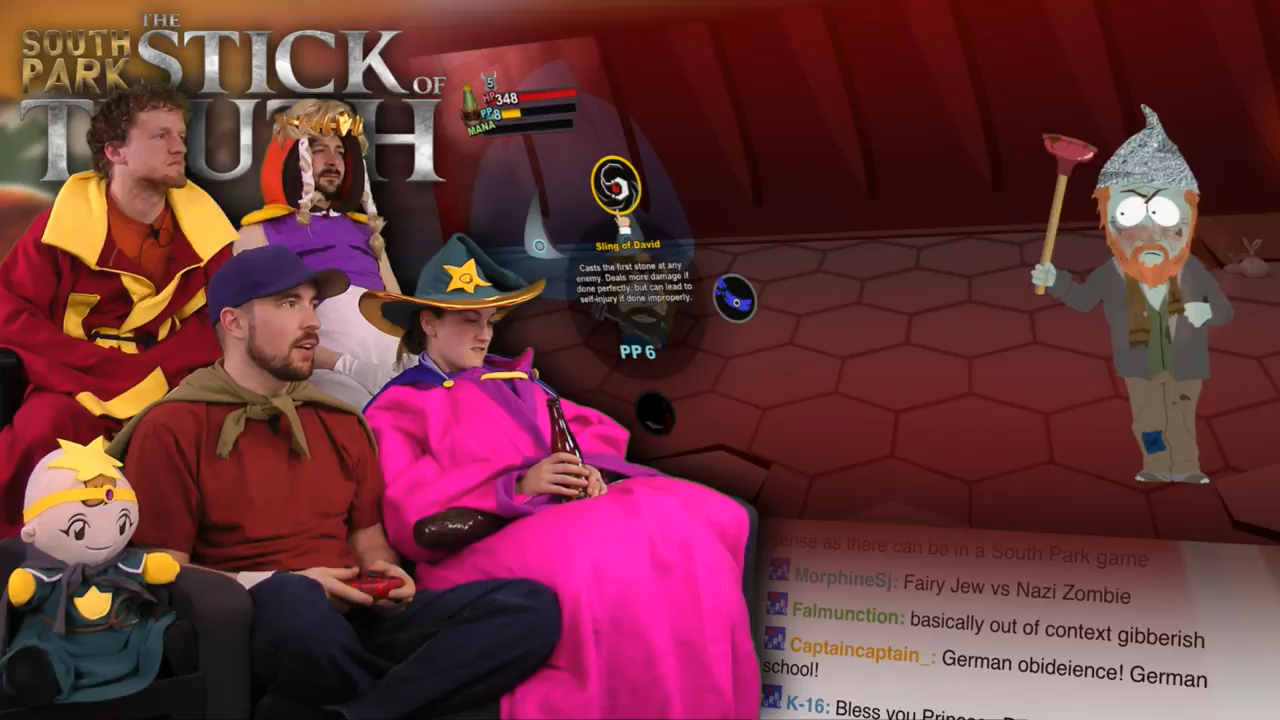 SOUTH PARK
THE STICK OF TRUTH
5
HP 348
PP 8
MANA
Sling of David
Casts the first stone at any
enemy. Deals more damage if
done perfectly, but can lead to
self-injury if done improperly.
PP 6
sense as there can be in a South Park game
MorphineSj: Fairy Jew vs Nazi Zombie
Falmunction: basically out of context gibberish
Captaincaptain_: German obideience! German
school!
K-16: Bless you